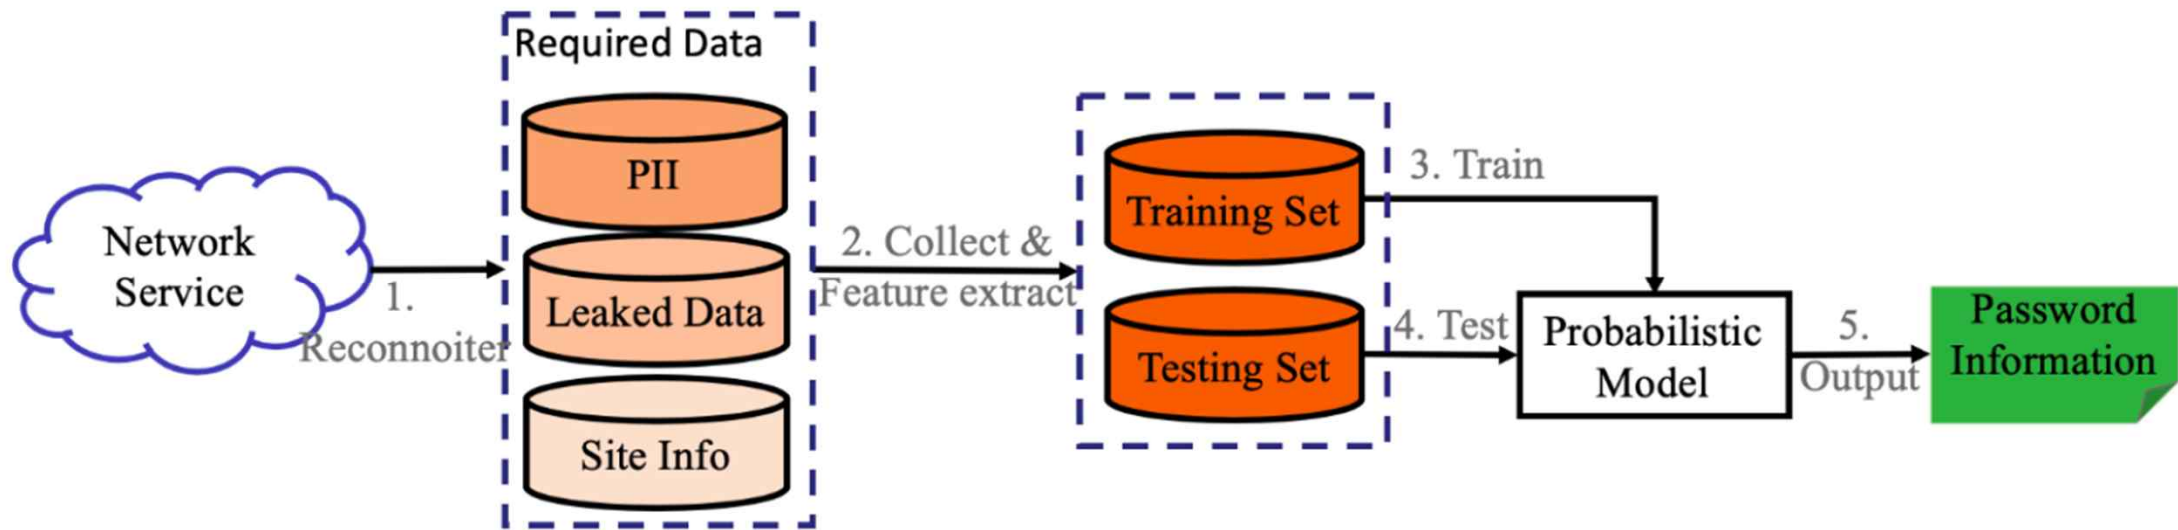 Network
Service
1.
Reconnoiter
Required Data
PII
Leaked Data
Site Info
2. Collect &
Feature extract
Training Set
Testing Set
3. Train
4. Test
Probabilistic
Model
5.
Output
Password
Information